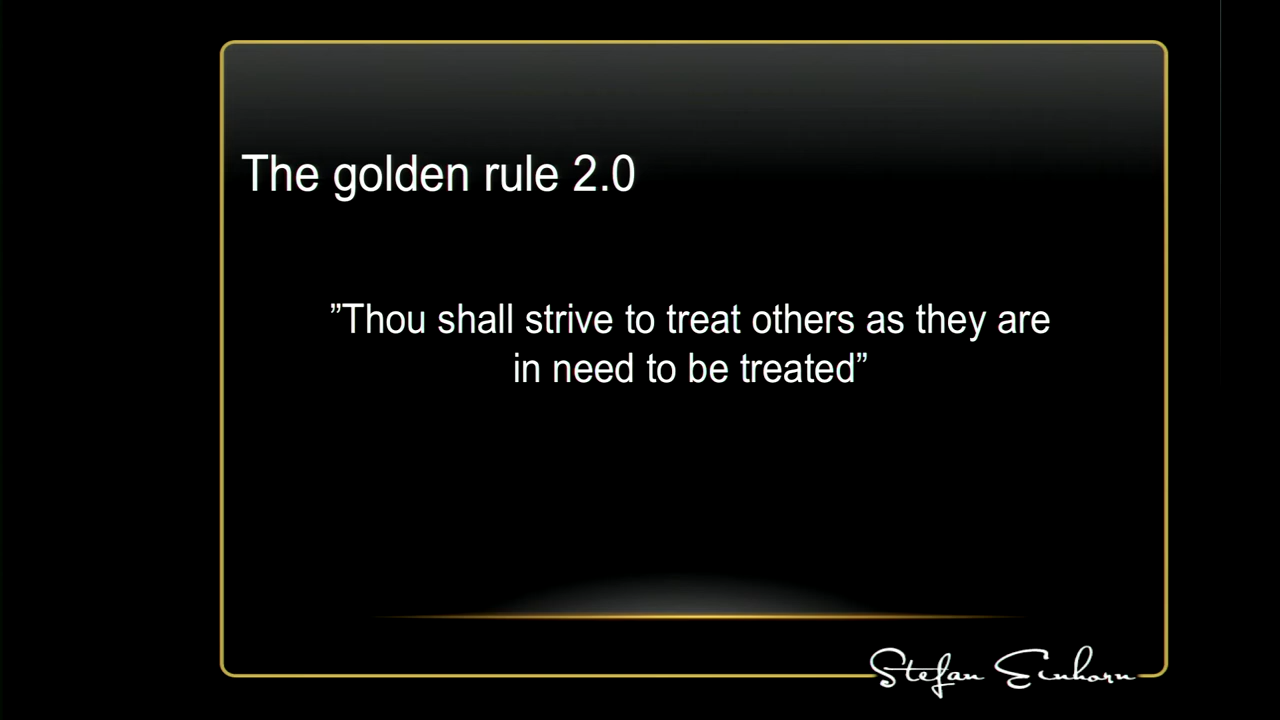 The golden rule 2.0
”Thou shall strive to treat others as they are
in need to be treated”
Stefan Einhorn